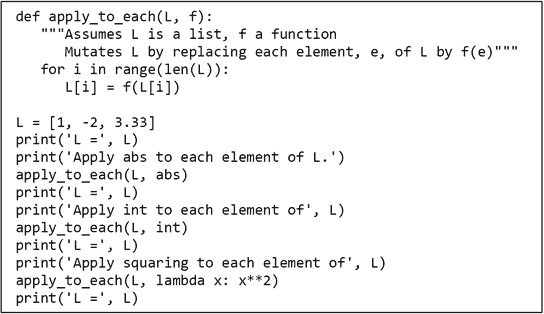 def apply_to_each(L, f):
   """Assumes L is a list, f a function
      Mutates L by replacing each element, e, of L by f(e)"""
   for i in range(len(L)):
      L[i] = f(L[i])

L = [1, -2, 3.33]
print('L =', L)
print('Apply abs to each element of L.')
apply_to_each(L, abs)
print('L =', L)
print('Apply int to each element of', L)
apply_to_each(L, int)
print('L =', L)
print('Apply squaring to each element of', L)
apply_to_each(L, lambda x: x**2)
print('L =', L)